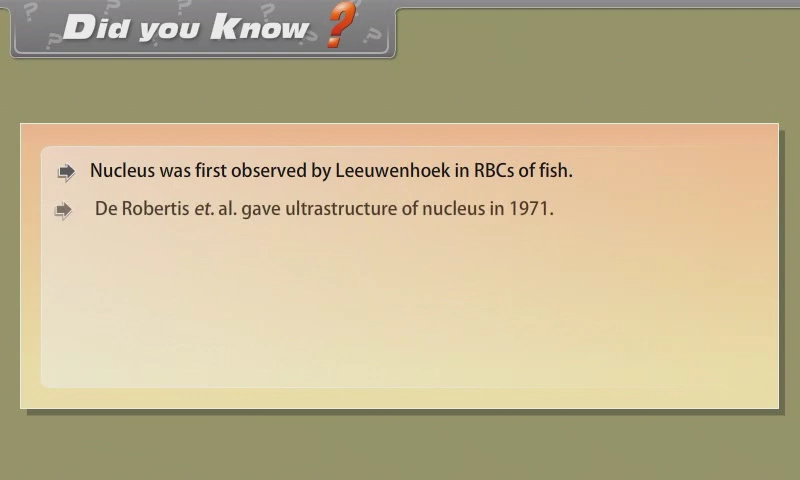 Did you Know ?
Nucleus was first observed by Leeuwenhoek in RBCs of fish.
De Robertis et. al. gave ultrastructure of nucleus in 1971.